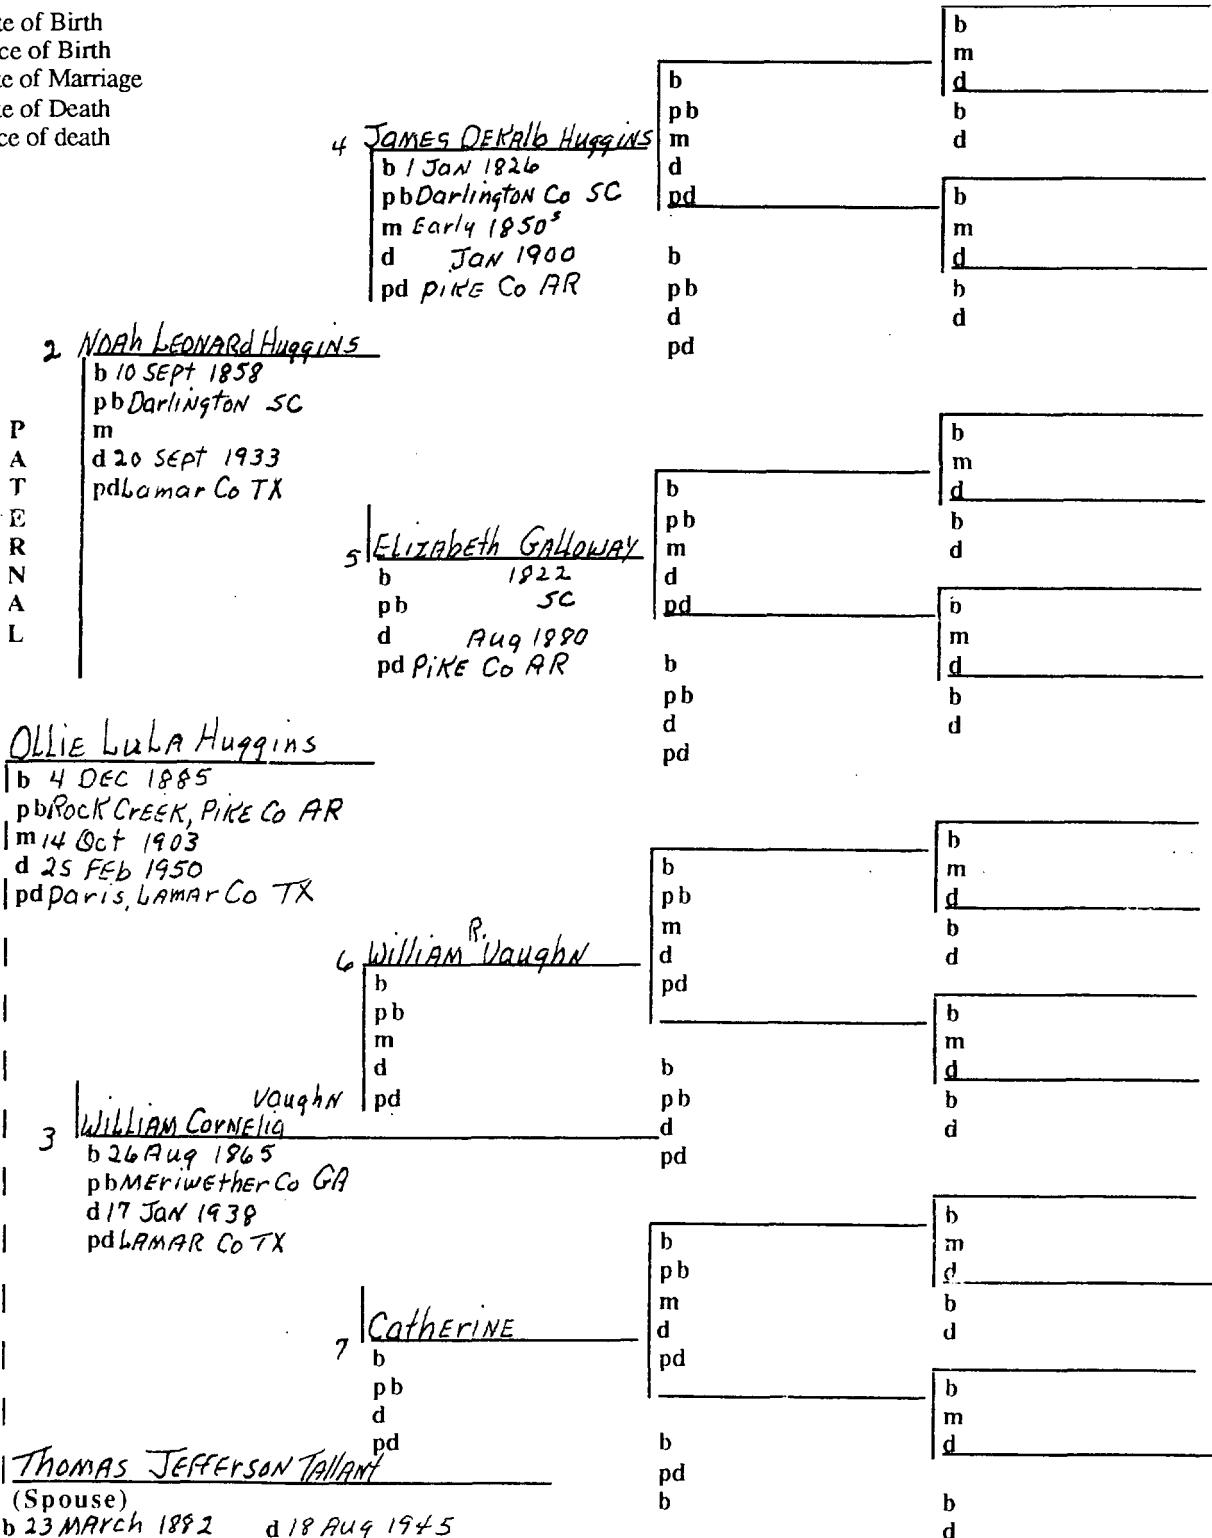 te of Birth
ce of Birth
te of Marriage
te of Death
ce of death
b
m
d
b
d
b
pb
m
d
pd
4 James DeKalb Huggins
b 1 Jan 1826
pb Darlington Co SC
m Early 1850s
d Jan 1900
pd Pike Co AR
b
m
d
b
d
b
pb
d
pd
2 Noah Leonard Huggins
b 10 Sept 1858
pb Darlington SC
m
d 20 Sept 1933
pd Lamar Co TX
P
A
T
E
R
N
A
L
b
m
d
b
d
b
pb
m
d
pd
5 Elizabeth Galloway
b 1822
pb SC
d Aug 1880
pd Pike Co AR
b
m
d
b
d
b
pb
d
pd
Ollie Lula Huggins
b 4 Dec 1885
pb Rock Creek, Pike Co AR
m 14 Oct 1903
d 25 Feb 1950
pd Paris, Lamar Co TX
b
m
d
b
d
b
pb
m
d
pd
6 William R. Vaughn
b
pb
m
d
pd
b
m
d
b
d
b
pb
d
pd
Vaughn
3 William Cornelia
b 26 Aug 1865
pb Meriwether Co GA
d 17 Jan 1938
pd Lamar Co TX
b
m
d
b
d
b
pb
m
d
pd
7 Catherine
b
pb
d
pd
b
m
d
b
pd
b
b
d
Thomas Jefferson Tallant
(Spouse)
b 23 March 1882 d 18 Aug 1945